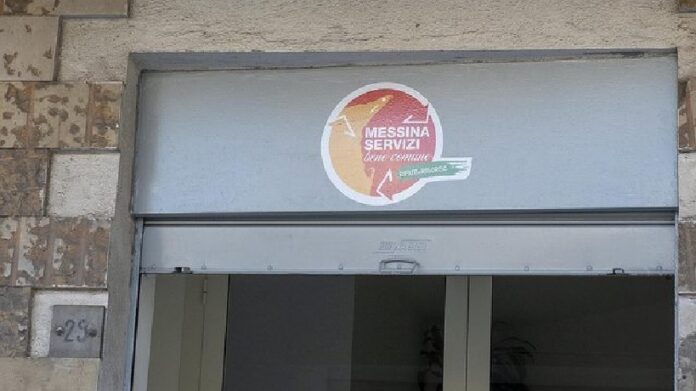 MESSINA
SERVIZI
bene comune
29